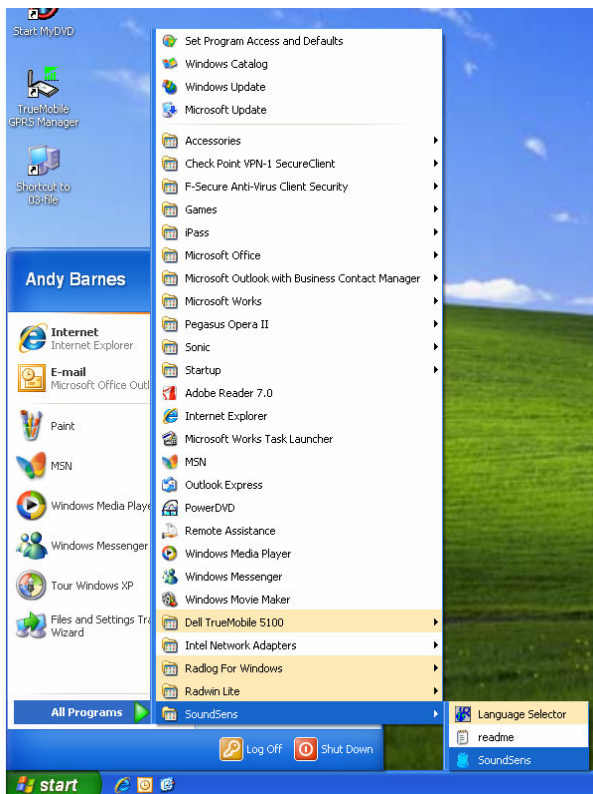 Start MyDVD
TrueMobile
GPRS Manager
Shortcut to
03-file
Set Program Access and Defaults
Windows Catalog
Windows Update
Microsoft Update
Accessories
Check Point VPN-1 SecureClient
F-Secure Anti-Virus Client Security
Games
iPass
Microsoft Office
Microsoft Outlook with Business Contact Manager
Microsoft Works
Pegasus Opera II
Sonic
Startup
Adobe Reader 7.0
Internet Explorer
Microsoft Works Task Launcher
MSN
Outlook Express
PowerDVD
Remote Assistance
Windows Media Player
Windows Messenger
Windows Movie Maker
Dell TrueMobile 5100
Intel Network Adapters
Radlog For Windows
Radwin Lite
SoundSens
Language Selector
readme
SoundSens
Andy Barnes
Internet
Internet Explorer
E-mail
Microsoft Office Outl
Paint
MSN
Windows Media Playe
Windows Messenger
Tour Windows XP
Files and Settings Tra
Wizard
All Programs
Log Off
Shut Down
start